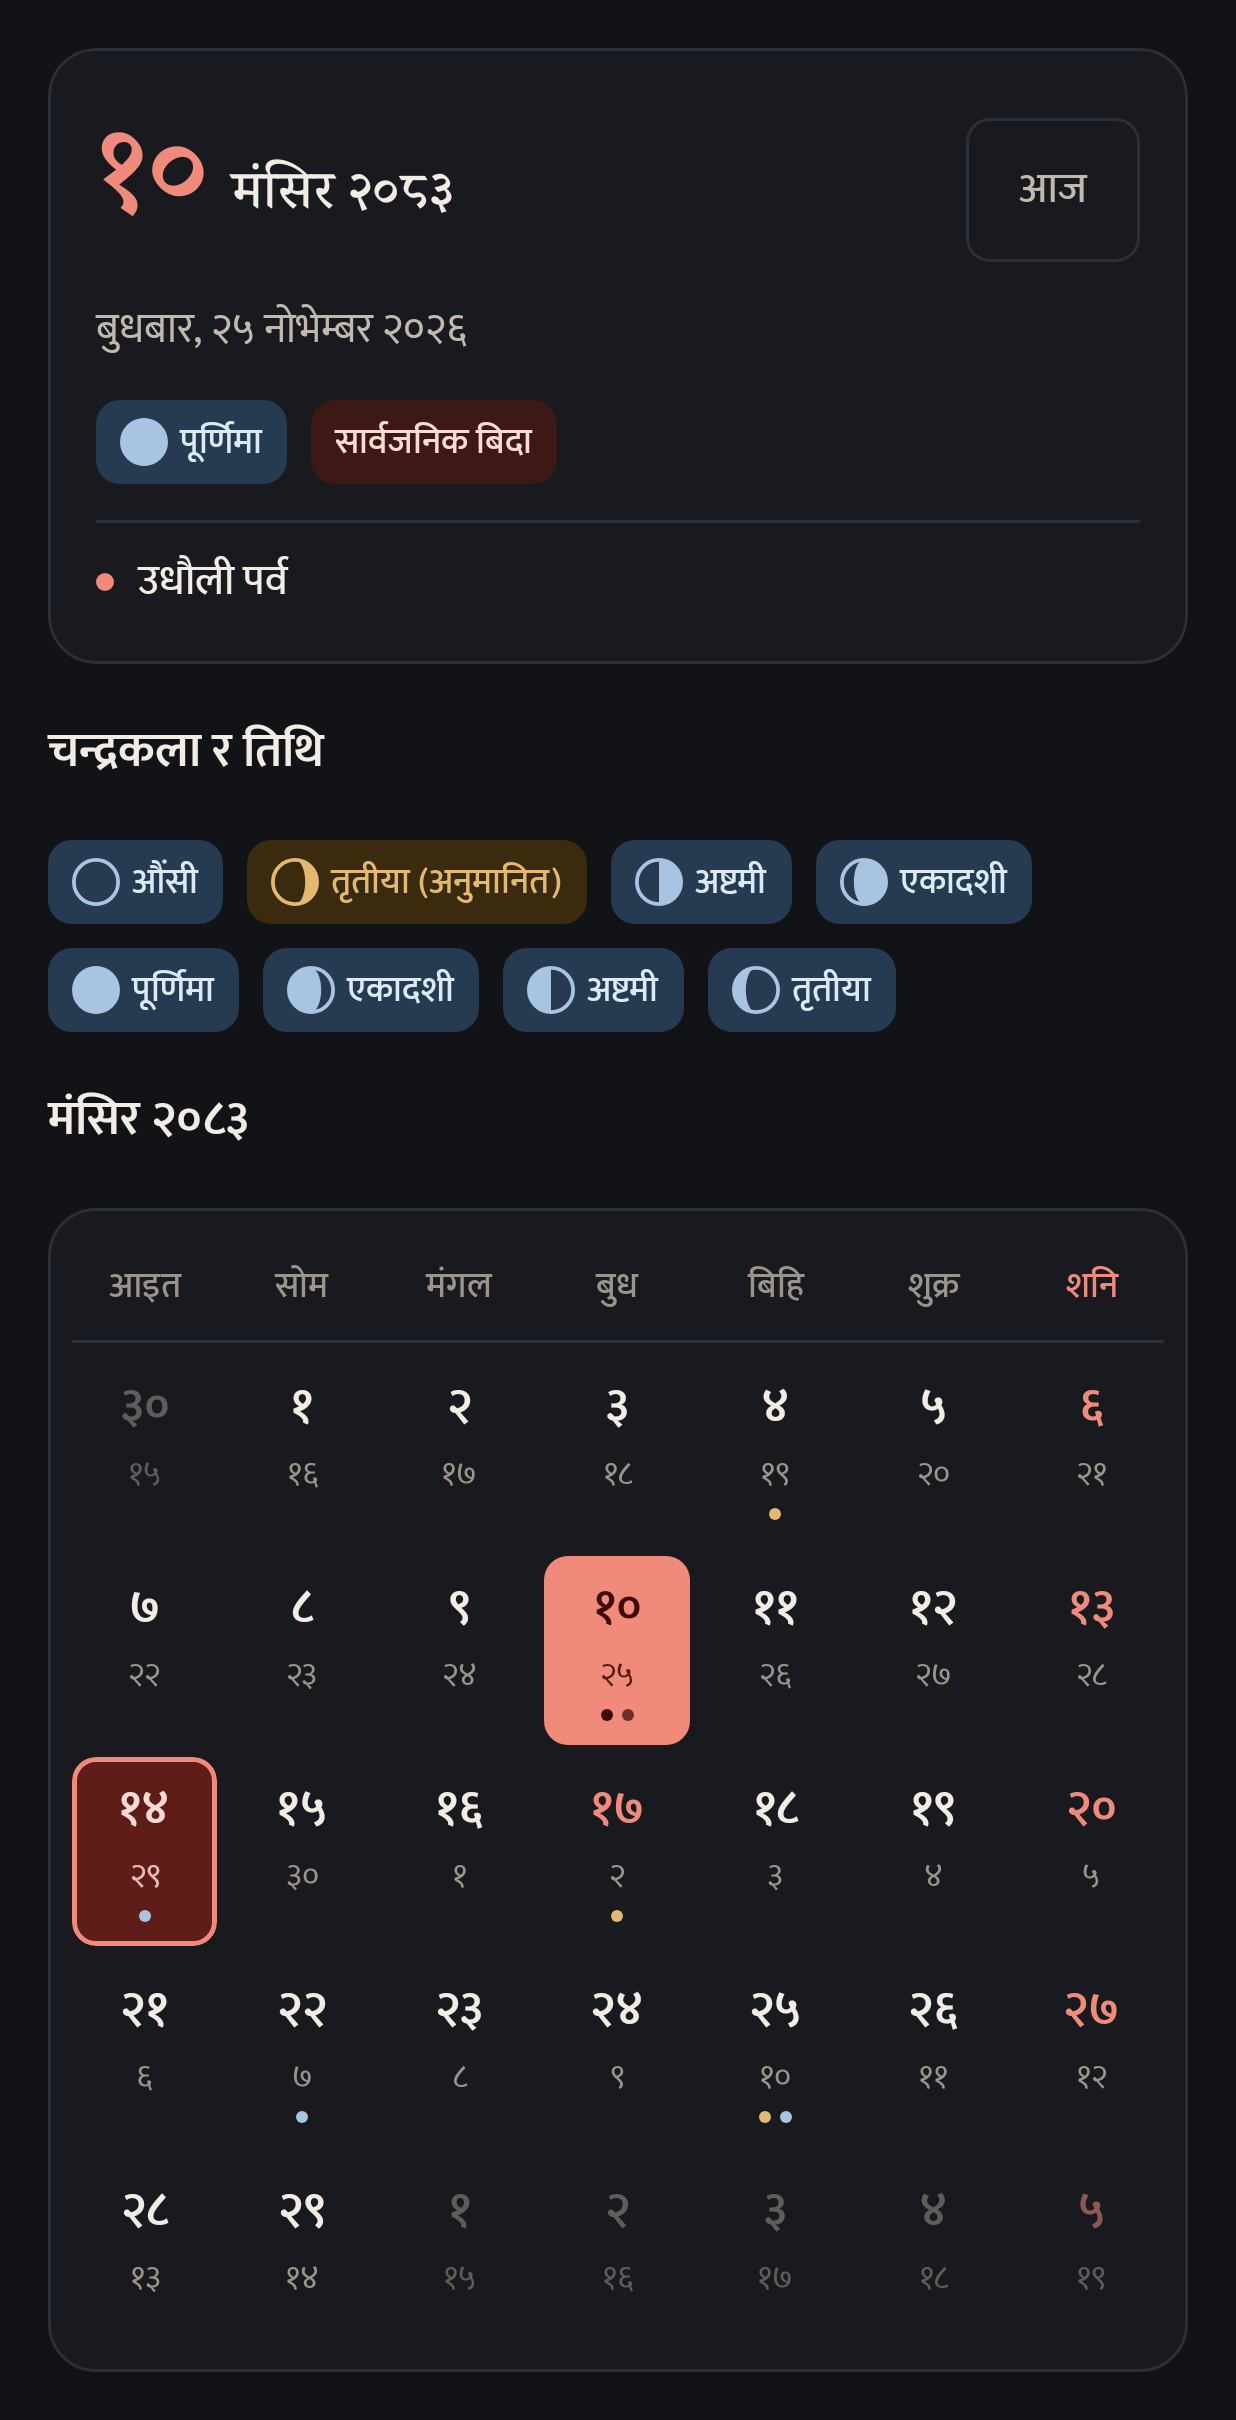 १० मंसिर २०८३
आज
बुधबार, २५ नोभेम्बर २०२६
पूर्णिमा सार्वजनिक बिदा
उधौली पर्व
चन्द्रकला र तिथि
औंसी तृतीया (अनुमानित) अष्टमी एकादशी
पूर्णिमा एकादशी अष्टमी तृतीया
मंसिर २०८३
आइत सोम मंगल बुध बिहि शुक्र शनि
३० १ २ ३ ४ ५ ६
१५ १६ १७ १८ १९ २० २१
७ ८ ९ १० ११ १२ १३
२२ २३ २४ २५ २६ २७ २८
१४ १५ १६ १७ १८ १९ २०
२९ ३० १ २ ३ ४ ५
२१ २२ २३ २४ २५ २६ २७
६ ७ ८ ९ १० ११ १२
२८ २९ १ २ ३ ४ ५
१३ १४ १५ १६ १७ १८ १९